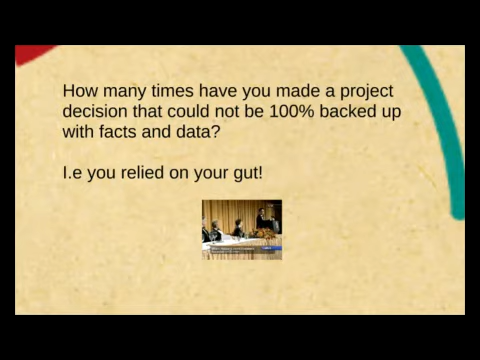 How many times have you made a project
decision that could not be 100% backed up
with facts and data?
I.e you relied on your gut!